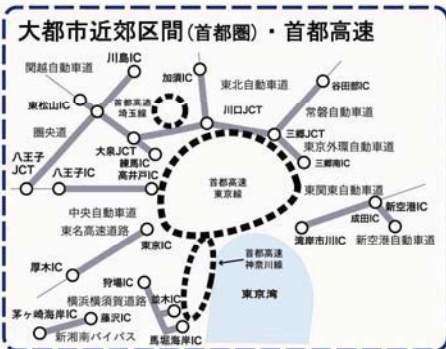 大都市近郊区間(首都圏)・首都高速
川島IC
関越自動車道
加須IC
東北自動車道
谷田部IC
東松山IC
首都高速
埼玉線
川口JCT
常磐自動車道
圏央道
三郷JCT
大泉JCT
東京外環自動車道
八王子
JCT
八王子IC
練馬IC
高井戸IC
三郷南IC
首都高速
東京線
東関東自動車道
新空港IC
成田IC
中央自動車道
東名高速道路
東京IC
湾岸市川IC
新空港自動車道
首都高速
神奈川線
厚木IC
狩場IC
東京湾
横浜横須賀道路
並木IC
茅ヶ崎海岸IC
藤沢IC
馬堀海岸IC
新湘南バイパス